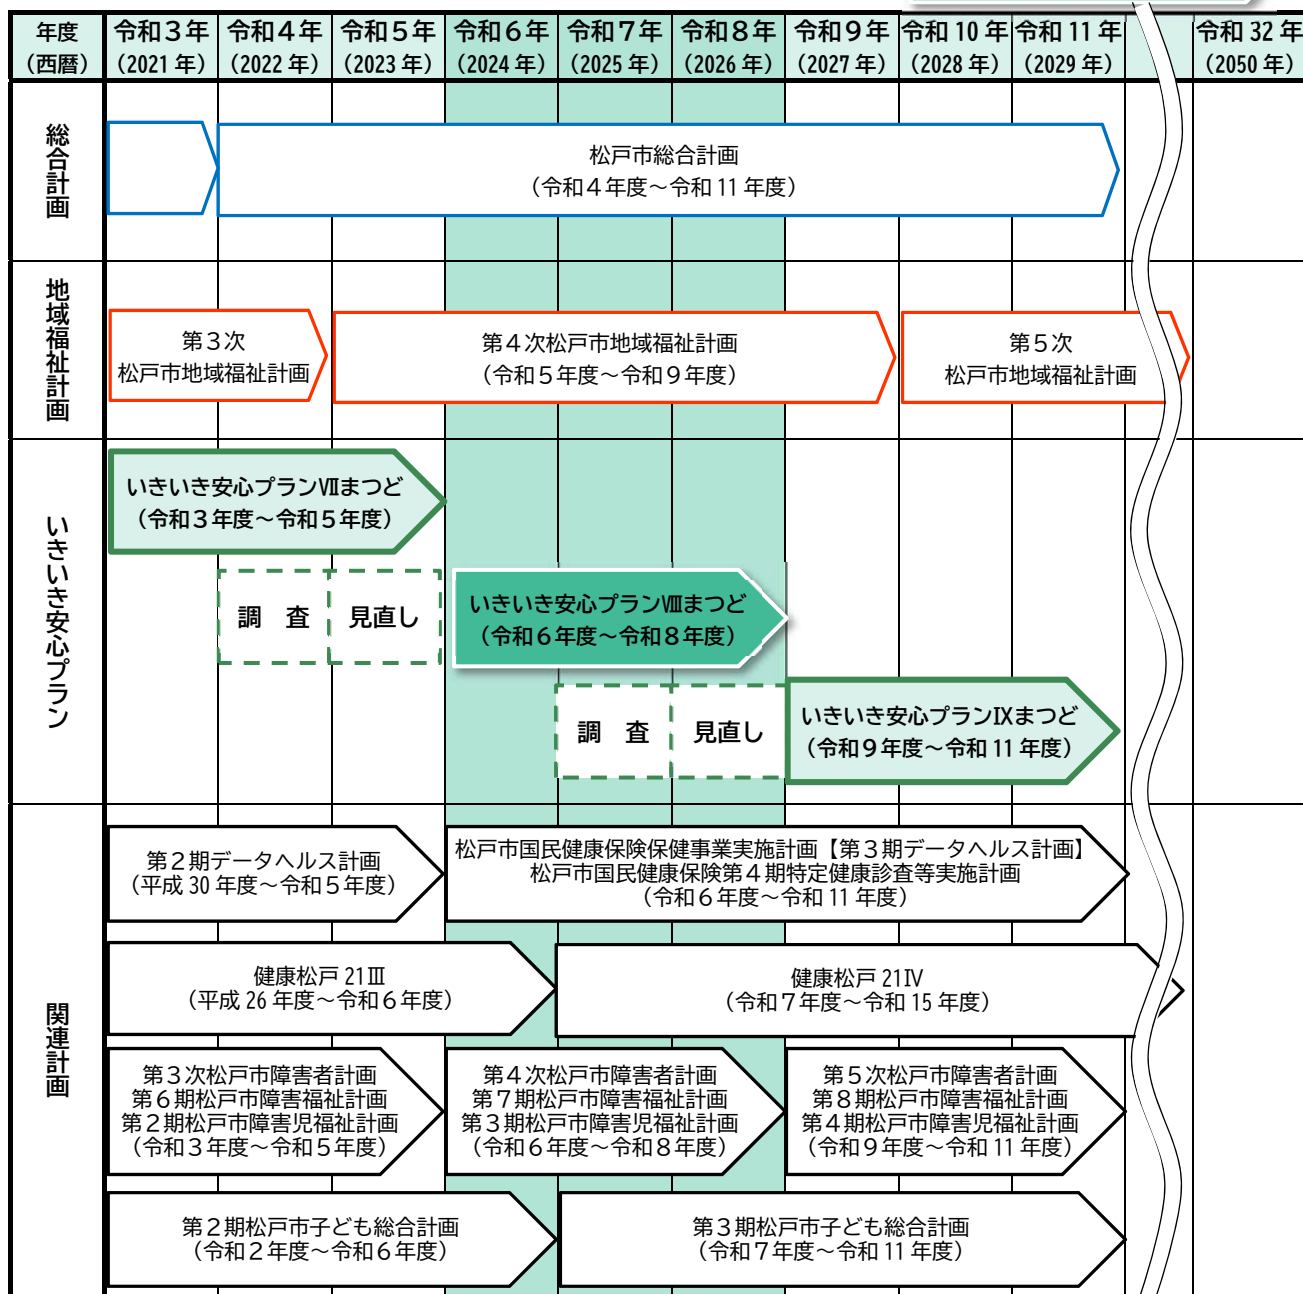 年度
（西暦）
令和３年
（2021 年）
令和４年
（2022 年）
令和５年
（2023 年）
令和６年
（2024 年）
令和７年
（2025 年）
令和８年
（2026 年）
令和９年
（2027 年）
令和 10 年
（2028 年）
令和 11 年
（2029 年）
令和 32 年
（2050 年）
総合計画
松戸市総合計画
（令和４年度～令和 11 年度）
地域福祉計画
第３次
松戸市地域福祉計画
第４次松戸市地域福祉計画
（令和５年度～令和９年度）
第５次
松戸市地域福祉計画
いきいき安心プラン
いきいき安心プランⅦまつど
（令和３年度～令和５年度）
調　査
見直し
いきいき安心プランⅧまつど
（令和６年度～令和８年度）
調　査
見直し
いきいき安心プランⅨまつど
（令和９年度～令和 11 年度）
関連計画
第２期データヘルス計画
（平成 30 年度～令和５年度）
松戸市国民健康保険保健事業実施計画【第３期データヘルス計画】
松戸市国民健康保険第４期特定健康診査等実施計画
（令和６年度～令和 11 年度）
健康松戸 21Ⅲ
（平成 26 年度～令和６年度）
健康松戸 21Ⅳ
（令和７年度～令和 15 年度）
第３次松戸市障害者計画
第６期松戸市障害福祉計画
第２期松戸市障害児福祉計画
（令和３年度～令和５年度）
第４次松戸市障害者計画
第７期松戸市障害福祉計画
第３期松戸市障害児福祉計画
（令和６年度～令和８年度）
第５次松戸市障害者計画
第８期松戸市障害福祉計画
第４期松戸市障害児福祉計画
（令和９年度～令和 11 年度）
第２期松戸市子ども総合計画
（令和２年度～令和６年度）
第３期松戸市子ども総合計画
（令和７年度～令和 11 年度）